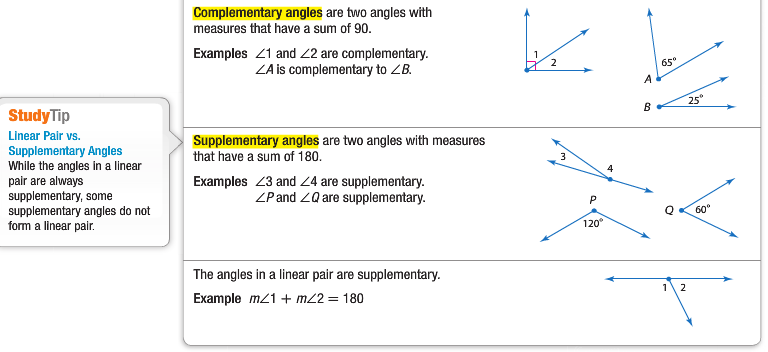 Complementary angles are two angles with
measures that have a sum of 90.
Examples ∠1 and ∠2 are complementary.
∠A is complementary to ∠B.
1
2
65°
A
B
25°
StudyTip
Linear Pair vs.
Supplementary Angles
While the angles in a linear
pair are always
supplementary, some
supplementary angles do not
form a linear pair.
Supplementary angles are two angles with measures
that have a sum of 180.
Examples ∠3 and ∠4 are supplementary.
∠P and ∠Q are supplementary.
3
4
P
120°
Q
60°
The angles in a linear pair are supplementary.
Example m∠1 + m∠2 = 180
1 2